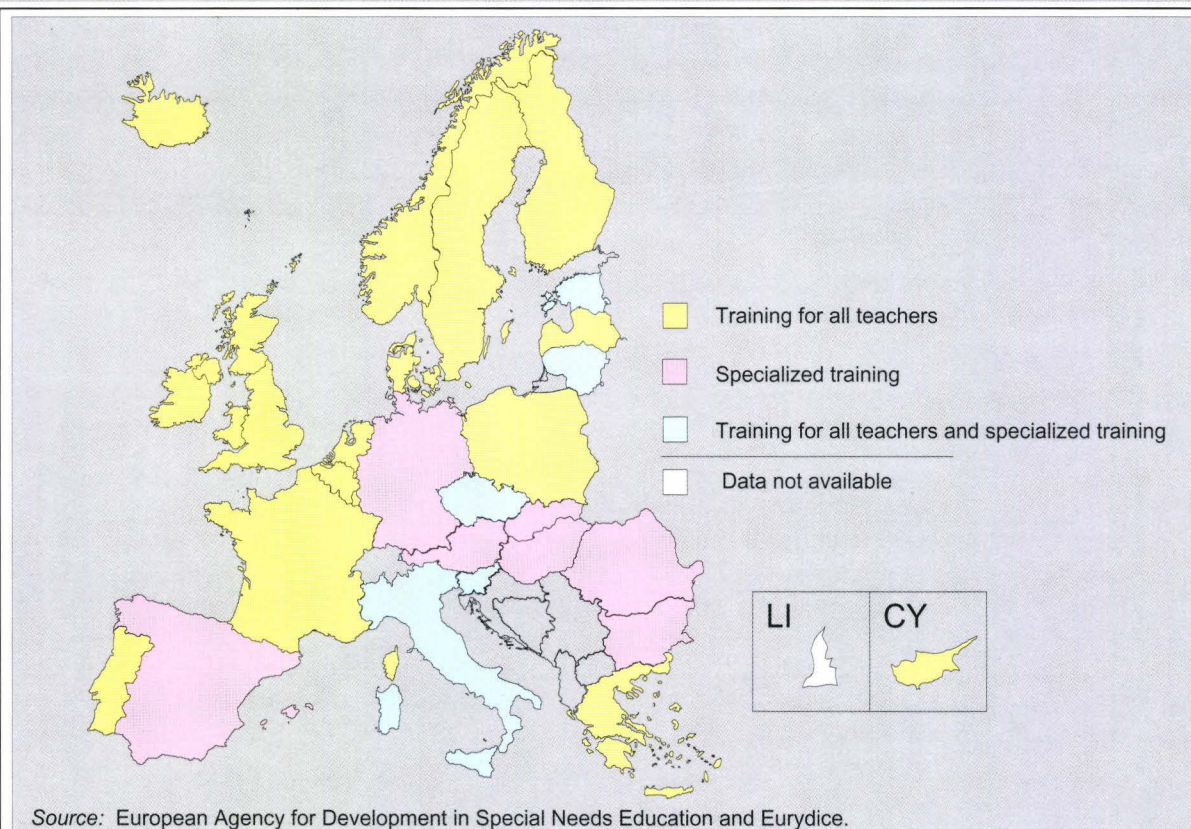 Training for all teachers
Specialized training
Training for all teachers and specialized training
Data not available
LI
CY
Source: European Agency for Development in Special Needs Education and Eurydice.